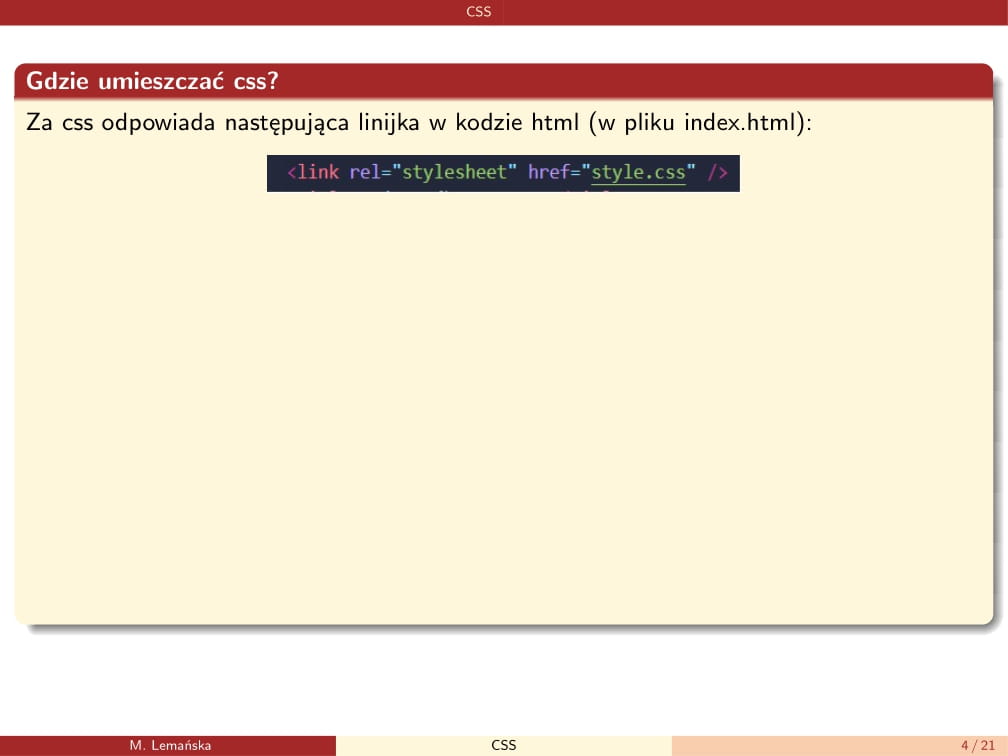 CSS
Gdzie umieszczać css?
Za css odpowiada następująca linijka w kodzie html (w pliku index.html):
<link rel="stylesheet" href="style.css" />
M. Lemańska
CSS
4 / 21